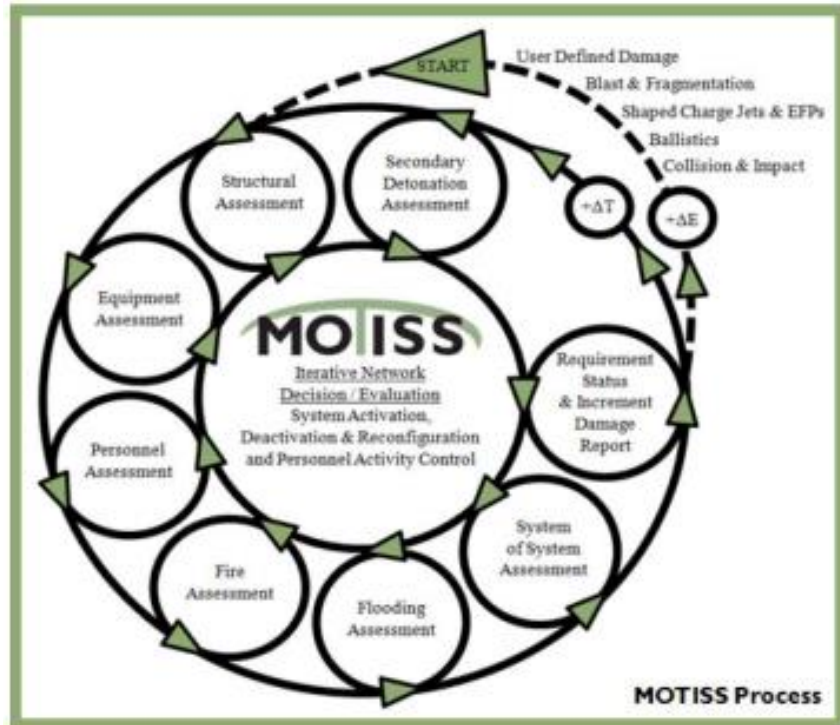 START
User Defined Damage
Blast & Fragmentation
Shaped Charge Jets & EFPs
Ballistics
Collision & Impact
+ΔT
+ΔE
Structural
Assessment
Secondary
Detonation
Assessment
Equipment
Assessment
MOTISS
Iterative Network
Decision / Evaluation
System Activation,
Deactivation & Reconfiguration
and Personnel Activity Control
Requirement
Status
& Increment
Damage
Report
Personnel
Assessment
System
of System
Assessment
Fire
Assessment
Flooding
Assessment
MOTISS Process